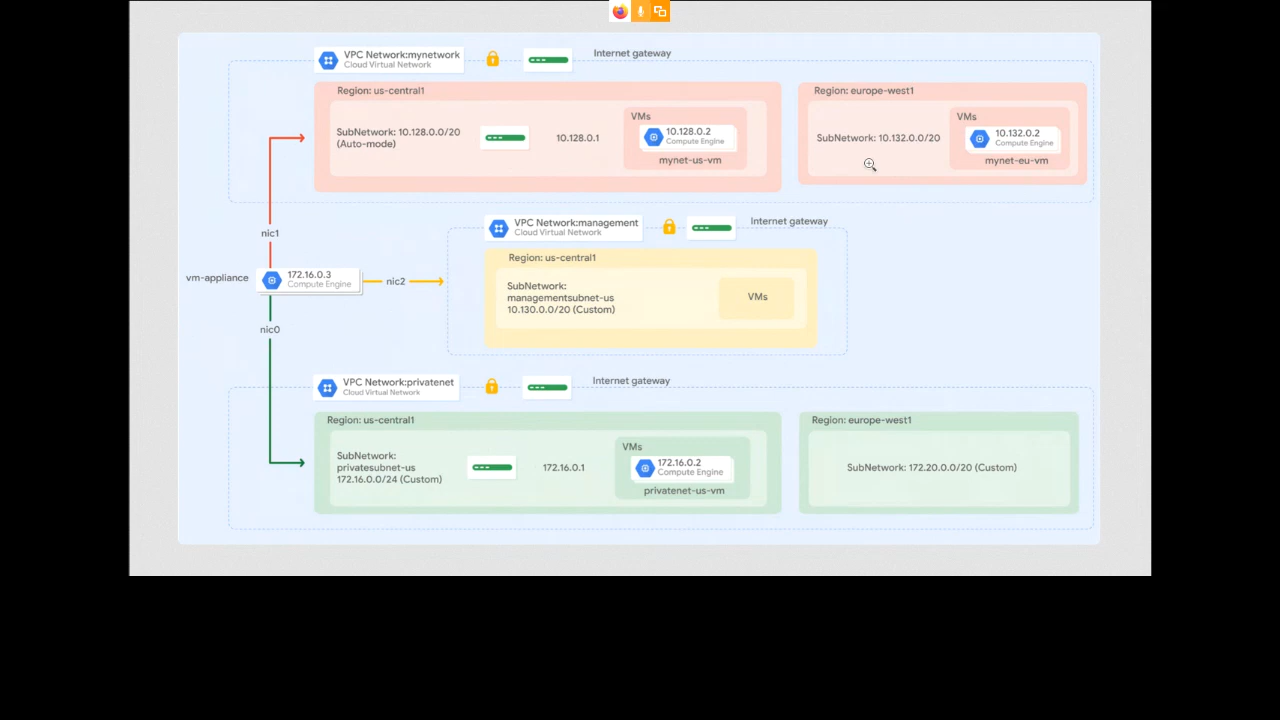 VPC Network:mynetwork
Cloud Virtual Network
Internet gateway
Region: us-central1
SubNetwork: 10.128.0.0/20
(Auto-mode)
10.128.0.1
VMs
10.128.0.2
Compute Engine
mynet-us-vm
Region: europe-west1
SubNetwork: 10.132.0.0/20
VMs
10.132.0.2
Compute Engine
mynet-eu-vm
nic1
vm-appliance
172.16.0.3
Compute Engine
nic2
nic0
VPC Network:management
Cloud Virtual Network
Internet gateway
Region: us-central1
SubNetwork:
managementsubnet-us
10.130.0.0/20 (Custom)
VMs
VPC Network:privatenet
Cloud Virtual Network
Internet gateway
Region: us-central1
SubNetwork:
privatesubnet-us
172.16.0.0/24 (Custom)
172.16.0.1
VMs
172.16.0.2
Compute Engine
privatenet-us-vm
Region: europe-west1
SubNetwork: 172.20.0.0/20 (Custom)